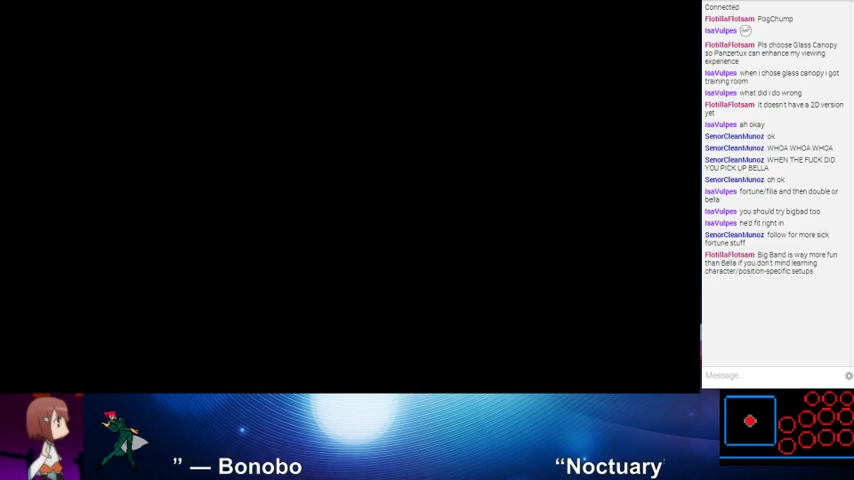 Connected.
FlotillaFlotsam PogChump
IsaVulpes
FlotillaFlotsam Pls choose Glass Canopy
so Panzertux can enhance my viewing
experience
IsaVulpes when i chose glass canopy i got
training room
IsaVulpes what did i do wrong
FlotillaFlotsam It doesn't have a 2D version
yet
IsaVulpes ah okay
SenorCleanMunoz ok
SenorCleanMunoz WHOA WHOA WHOA
SenorCleanMunoz WHEN THE FUCK DID
YOU PICK UP BELLA
SenorCleanMunoz oh ok
IsaVulpes fortune/filia and then double or
bella
IsaVulpes you should try bigbad too
IsaVulpes he'd fit right in
SenorCleanMunoz follow for more sick
fortune stuff
FlotillaFlotsam Big Band is way more fun
than Bella if you don't mind learning
character/position-specific setups
Message...
” — Bonobo “Noctuary